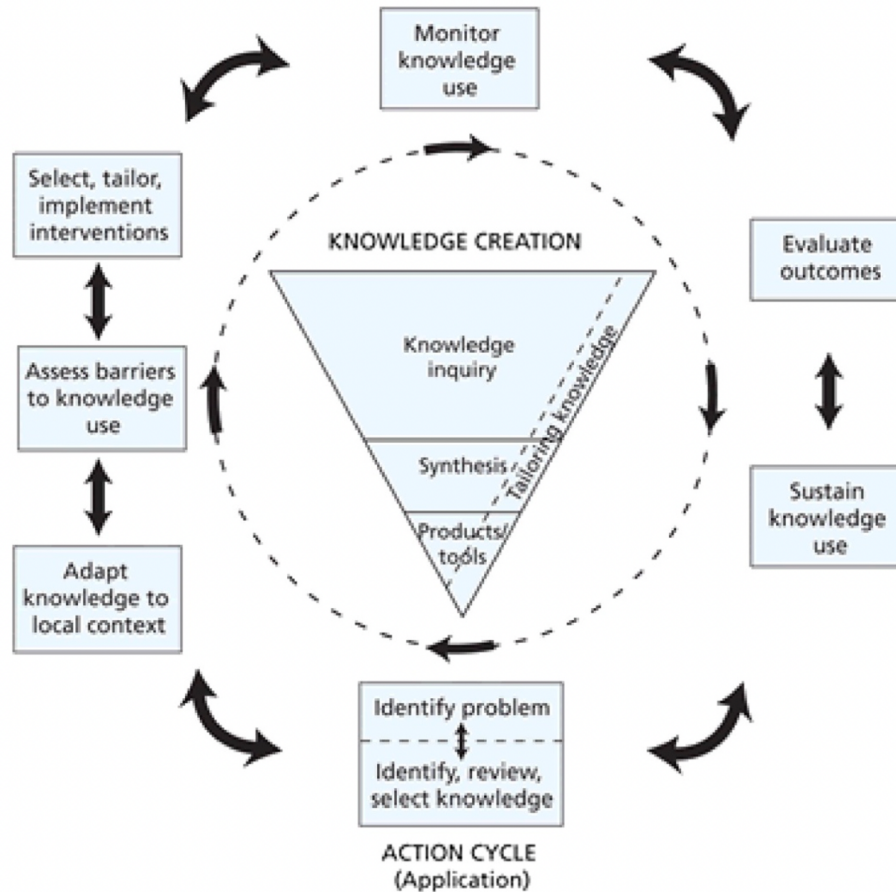 Monitor
knowledge
use
Select, tailor,
implement
interventions
Evaluate
outcomes
KNOWLEDGE CREATION
Knowledge
inquiry
Tailoring knowledge
Assess barriers
to knowledge
use
Synthesis
Sustain
knowledge
use
Products/
tools
Adapt
knowledge to
local context
Identify problem
Identify, review,
select knowledge
ACTION CYCLE
(Application)